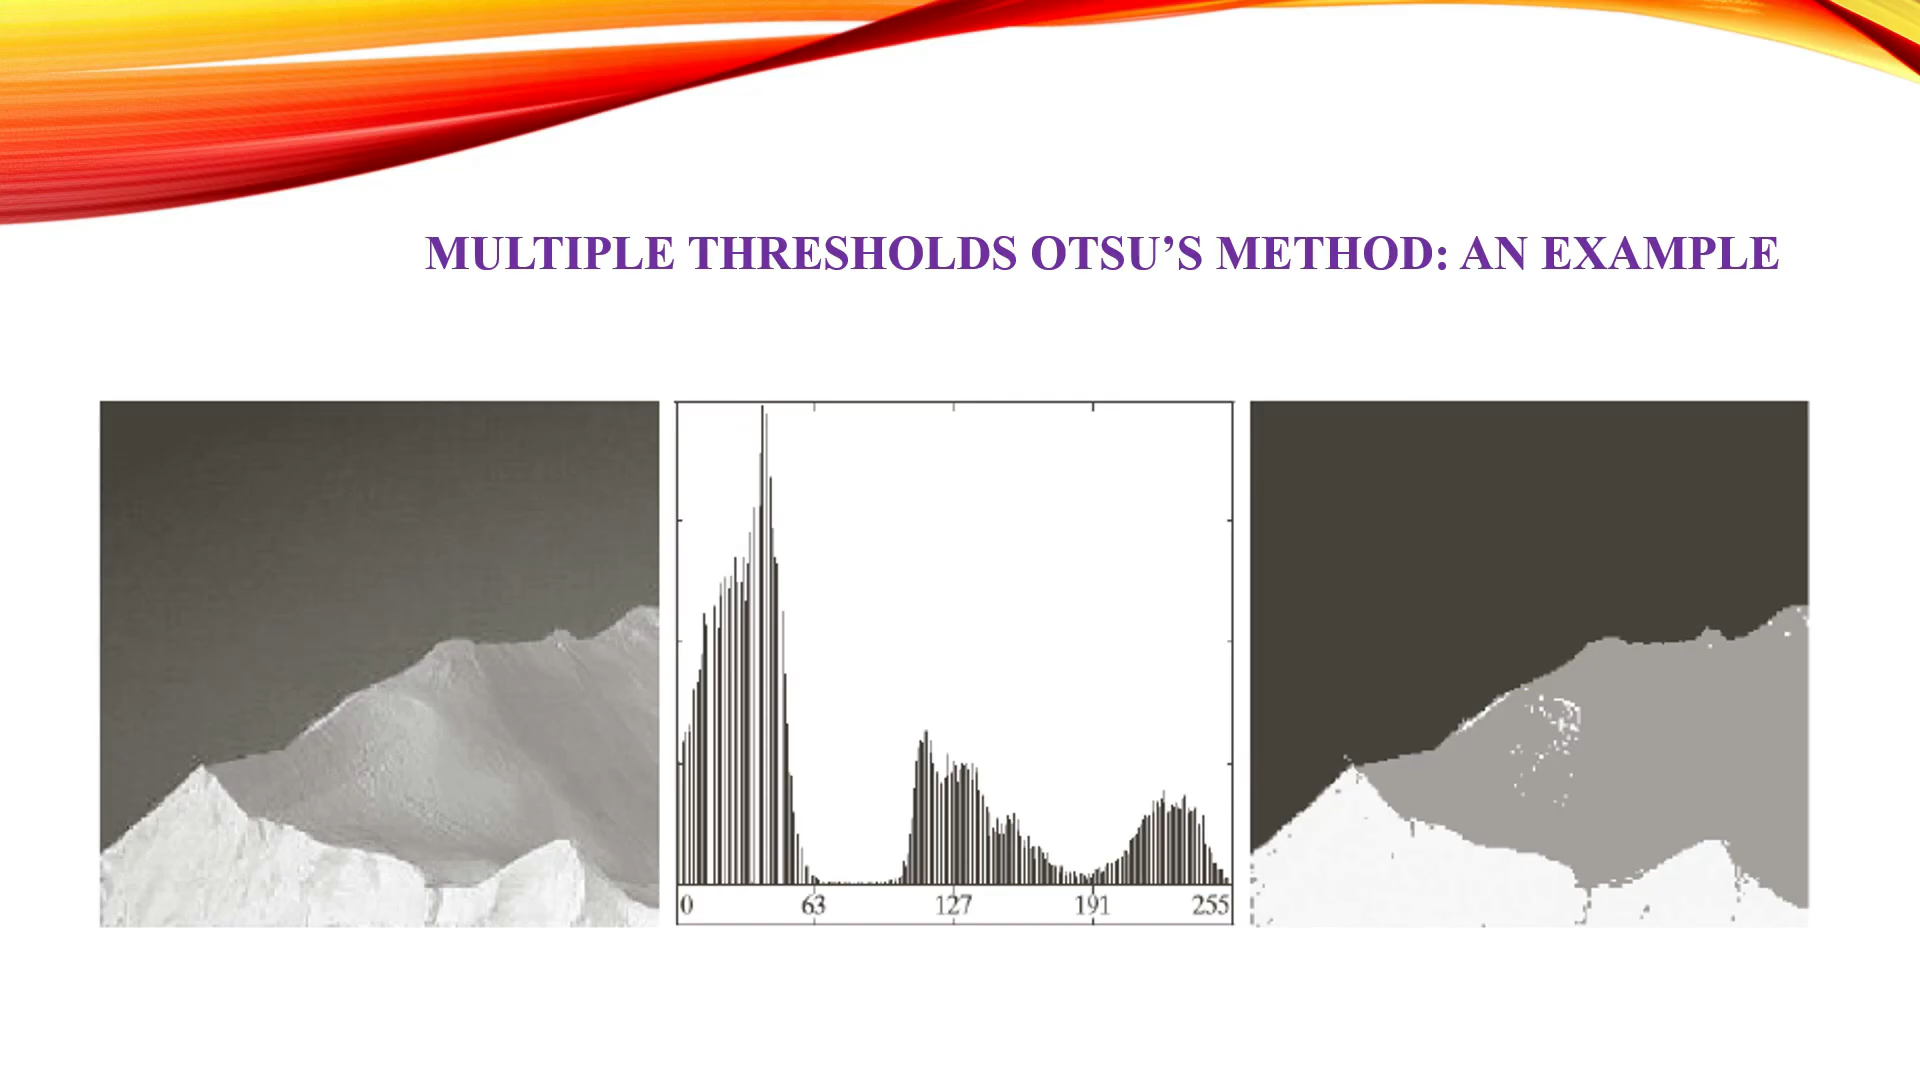 MULTIPLE THRESHOLDS OTSU’S METHOD: AN EXAMPLE
0 63 127 191 255